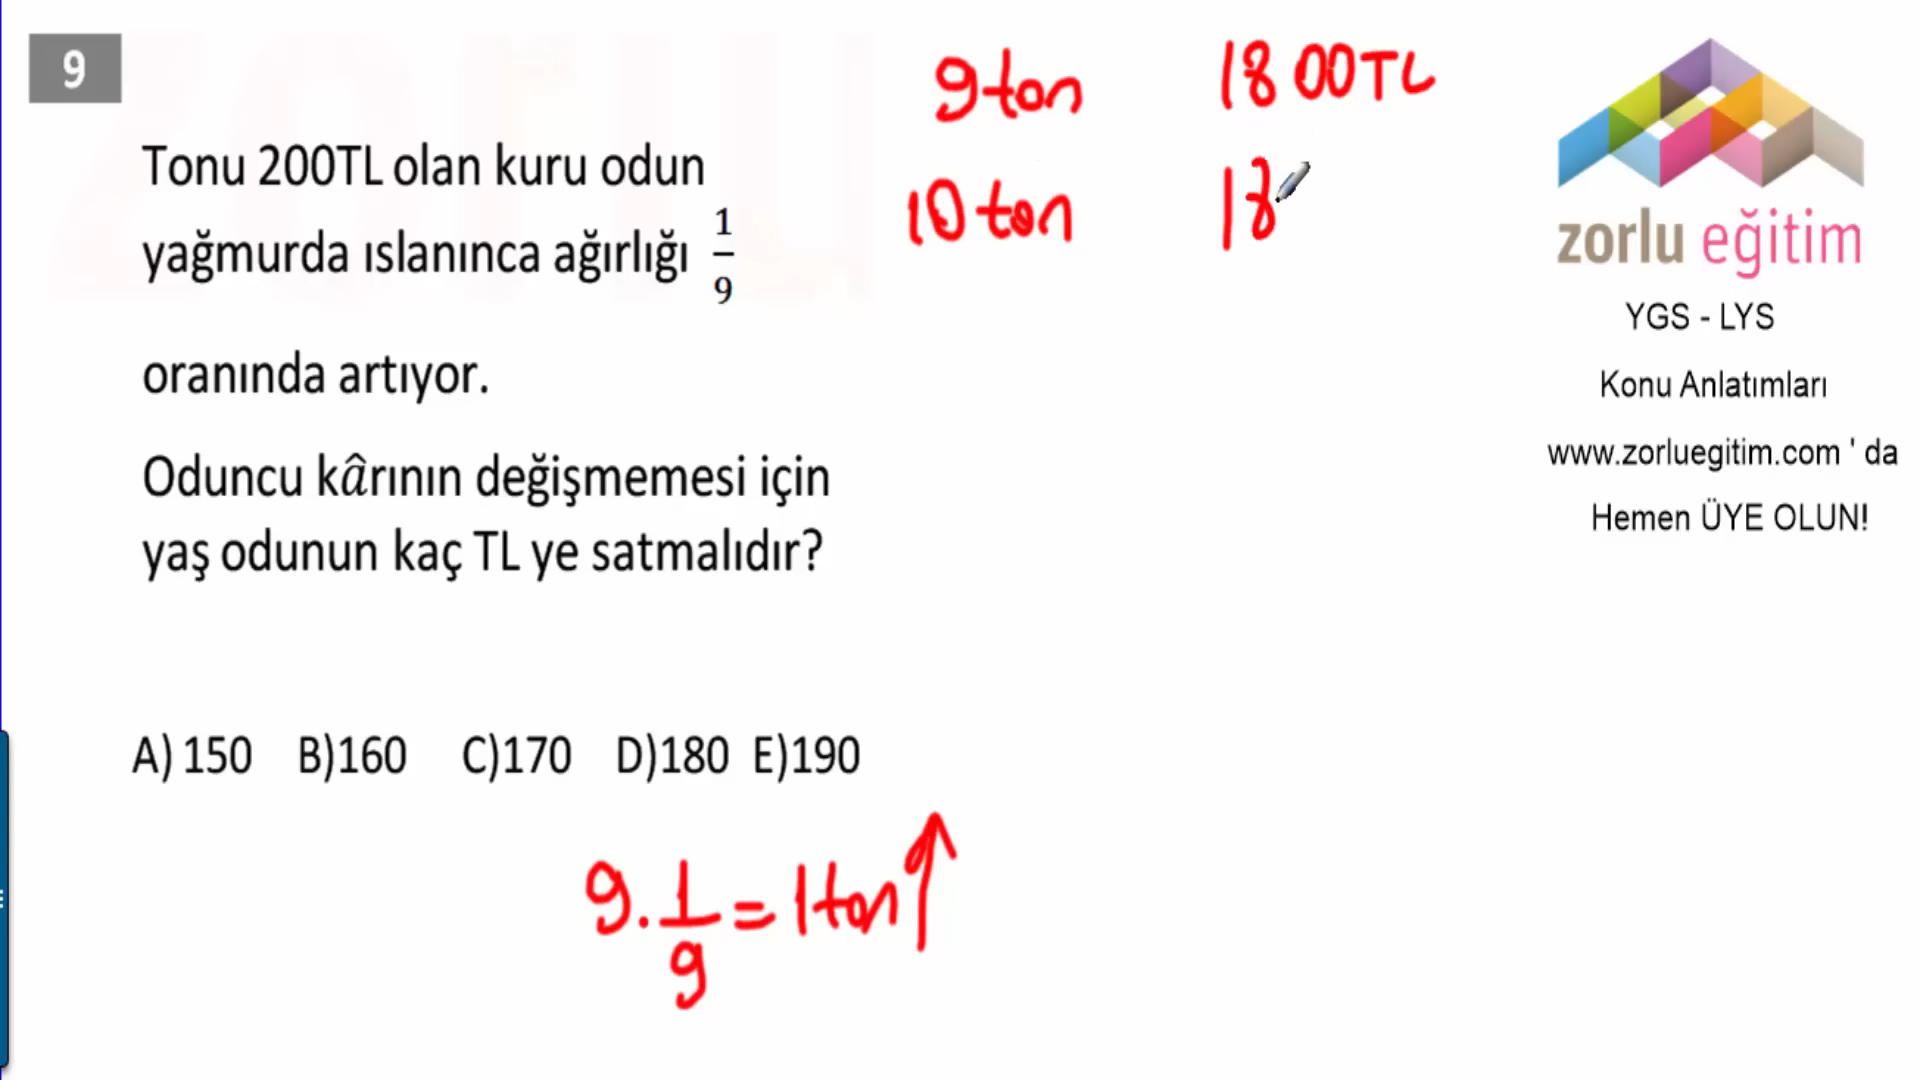 9
Tonu 200TL olan kuru odun
yağmurda ıslanınca ağırlığı 1/9
oranında artıyor.
Oduncu kârının değişmemesi için
yaş odunun kaç TL ye satmalıdır?
A) 150 B)160 C)170 D)180 E)190
9 . 1/9 = 1 ton ↑
9 ton 1800TL
10 ton 18
zorlu eğitim
YGS - LYS
Konu Anlatımları
www.zorluegitim.com ' da
Hemen ÜYE OLUN!